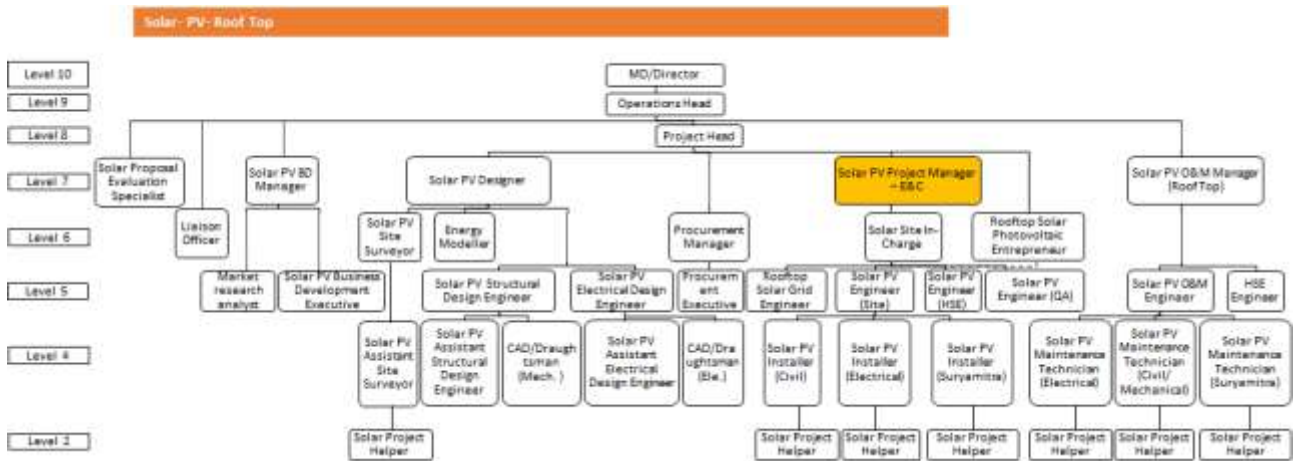 Solar- PV- Roof Top
Level 10
MD/Director
Level 9
Operations Head
Level 8
Project Head
Level 7
Solar Proposal
Evaluation
Specialist
Solar PV BD
Manager
Solar PV Designer
Solar PV Project Manager
– E&C
Solar PV O&M Manager
(Roof Top)
Level 6
Liaison
Officer
Solar PV
Site
Surveyor
Energy
Modeller
Procurement
Manager
Solar Site In-
Charge
Rooftop Solar
Photovoltaic
Entrepreneur
Level 5
Market
research
analyst
Solar PV Business
Development
Executive
Solar PV Structural
Design Engineer
Solar PV
Electrical Design
Engineer
Procurem
ent
Executive
Rooftop
Solar Grid
Engineer
Solar PV
Engineer
(Site)
Solar PV
Engineer
(HSE)
Solar PV
Engineer (QA)
Solar PV O&M
Engineer
HSE
Engineer
Level 4
Solar PV
Assistant
Site
Surveyor
Solar PV
Assistant
Structural
Design
Engineer
CAD/Draugh
tsman
(Mech. )
Solar PV
Assistant
Electrical
Design Engineer
CAD/Dra
ughtsman
(Ele.)
Solar PV
Installer
(Civil)
Solar PV
Installer
(Electrical)
Solar PV
Installer
(Suryamitra)
Solar PV
Maintenance
Technician
(Electrical)
Solar PV
Maintenance
Technician
(Civil/
Mechanical)
Solar PV
Maintenance
Technician
(Suryamitra)
Level 2
Solar Project
Helper
Solar Project
Helper
Solar Project
Helper
Solar Project
Helper
Solar Project
Helper
Solar Project
Helper
Solar Project
Helper